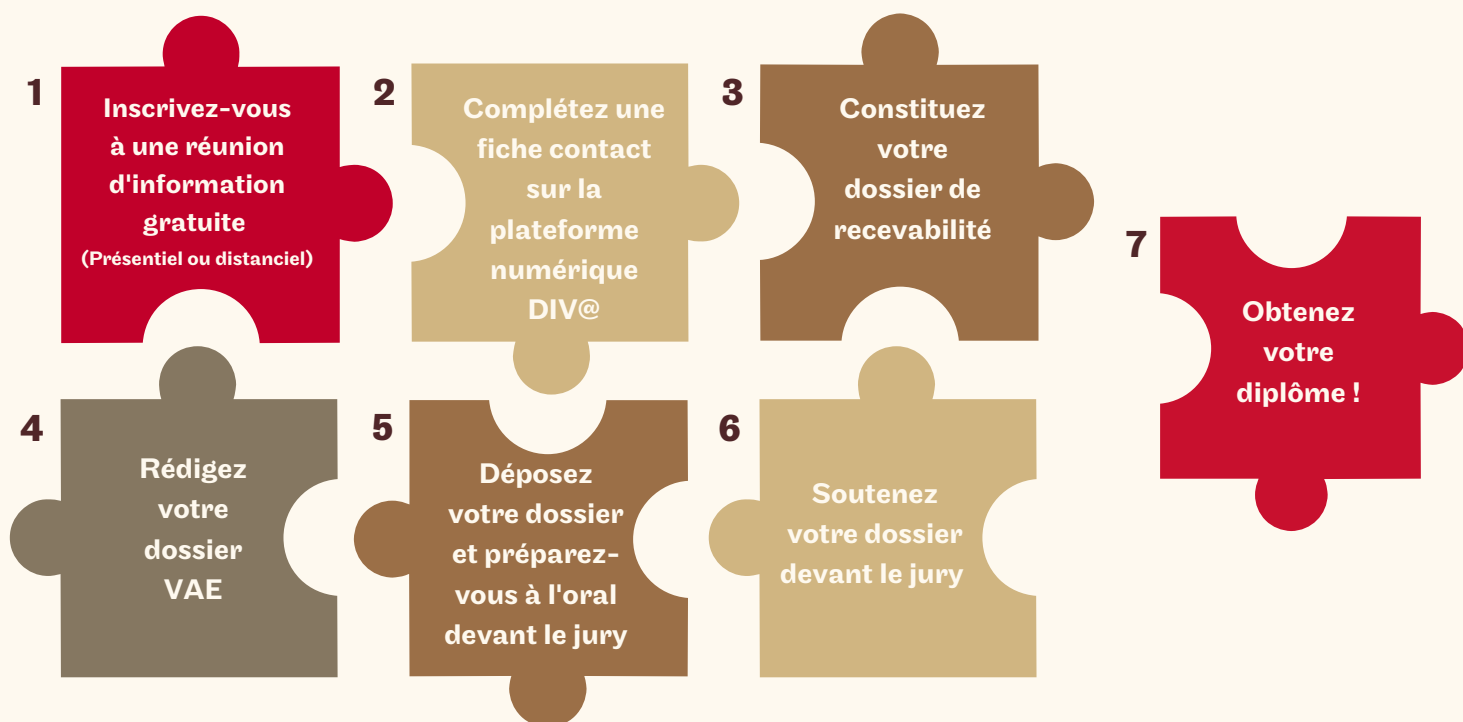 1
Inscrivez-vous
à une réunion
d'information
gratuite
(Présentiel ou distanciel)
2
Complétez une
fiche contact
sur la
plateforme
numérique
DIV@
3
Constituez
votre
dossier de
recevabilité
4
Rédigez
votre
dossier
VAE
5
Déposez
votre dossier
et préparez-
vous à l'oral
devant le jury
6
Soutenez
votre dossier
devant le jury
7
Obtenez
votre
diplôme !